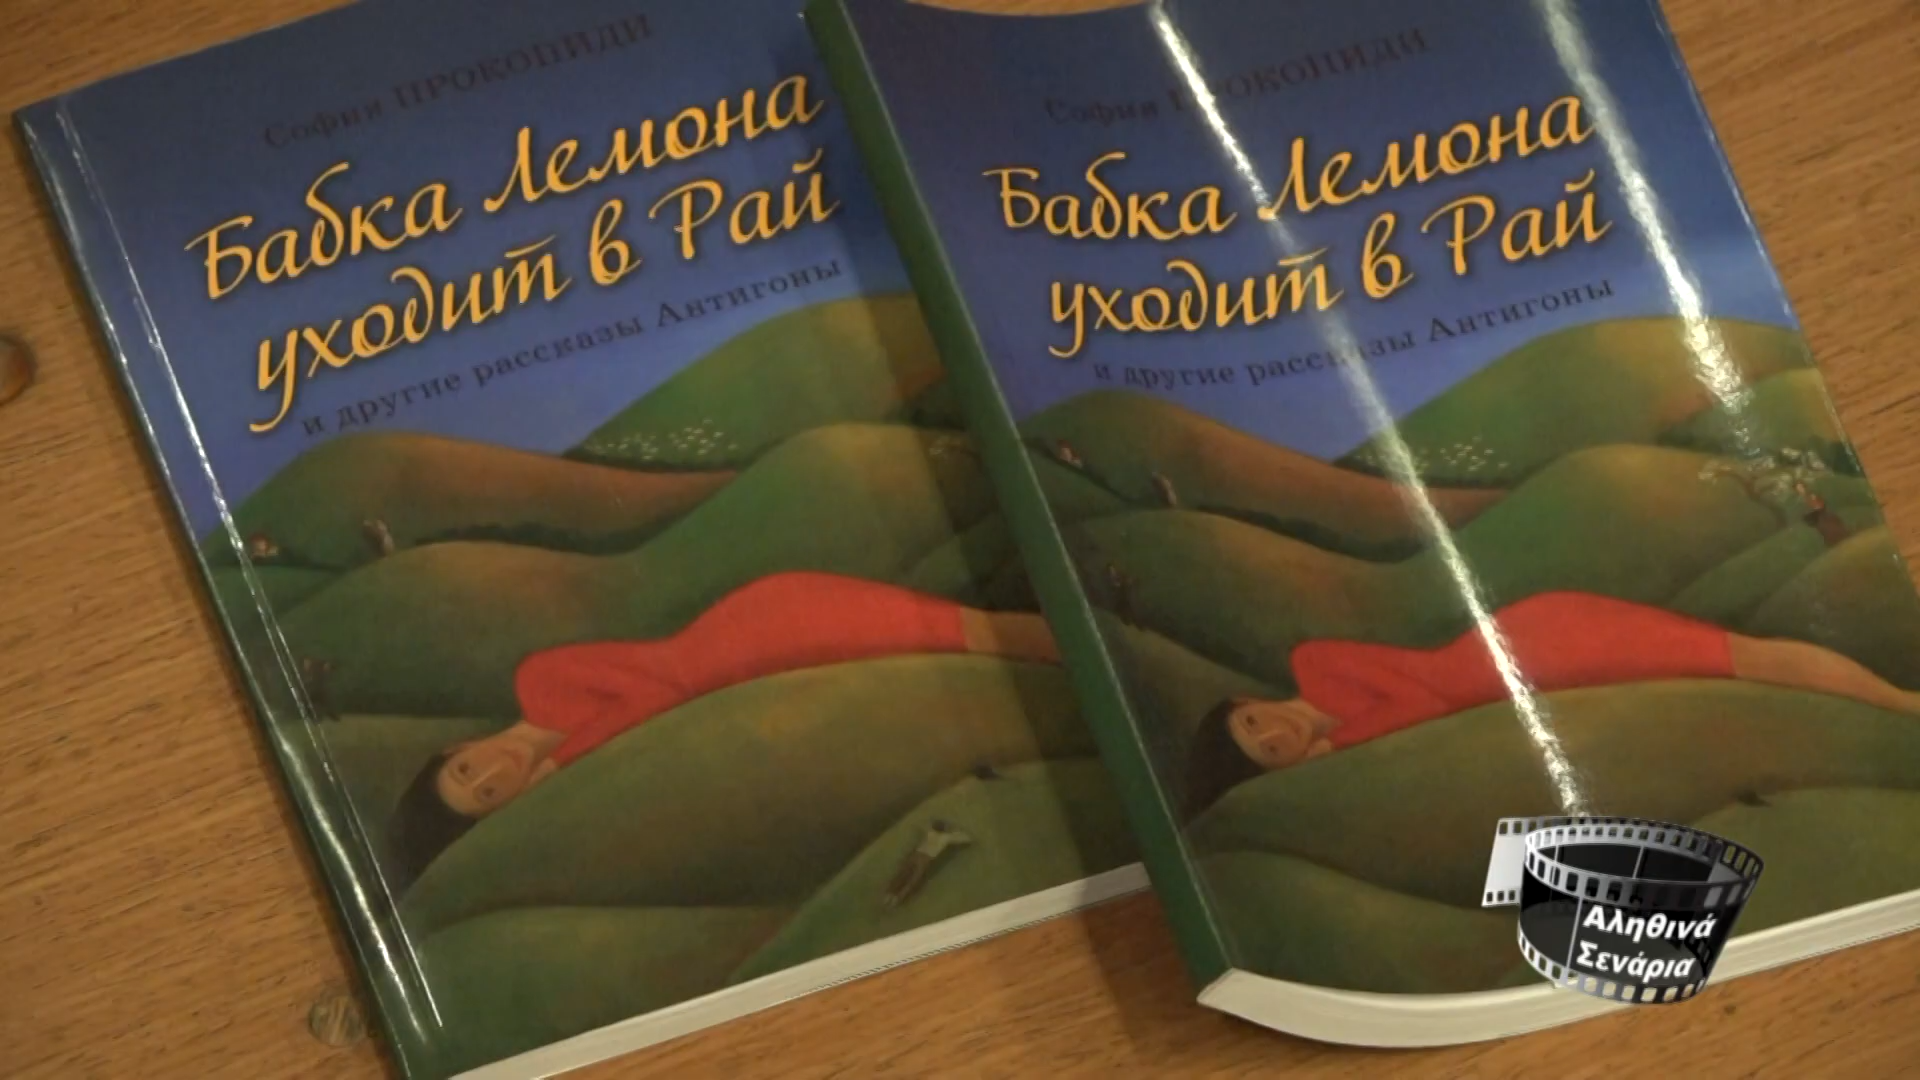 София ПРОКОПИДИ
Бабка Лемона
уходит в Рай
и другие рассказы Антигоны
София ПРОКОПИДИ
Бабка Лемона
уходит в Рай
и другие рассказы Антигоны
Αληθινά
Σενάρια